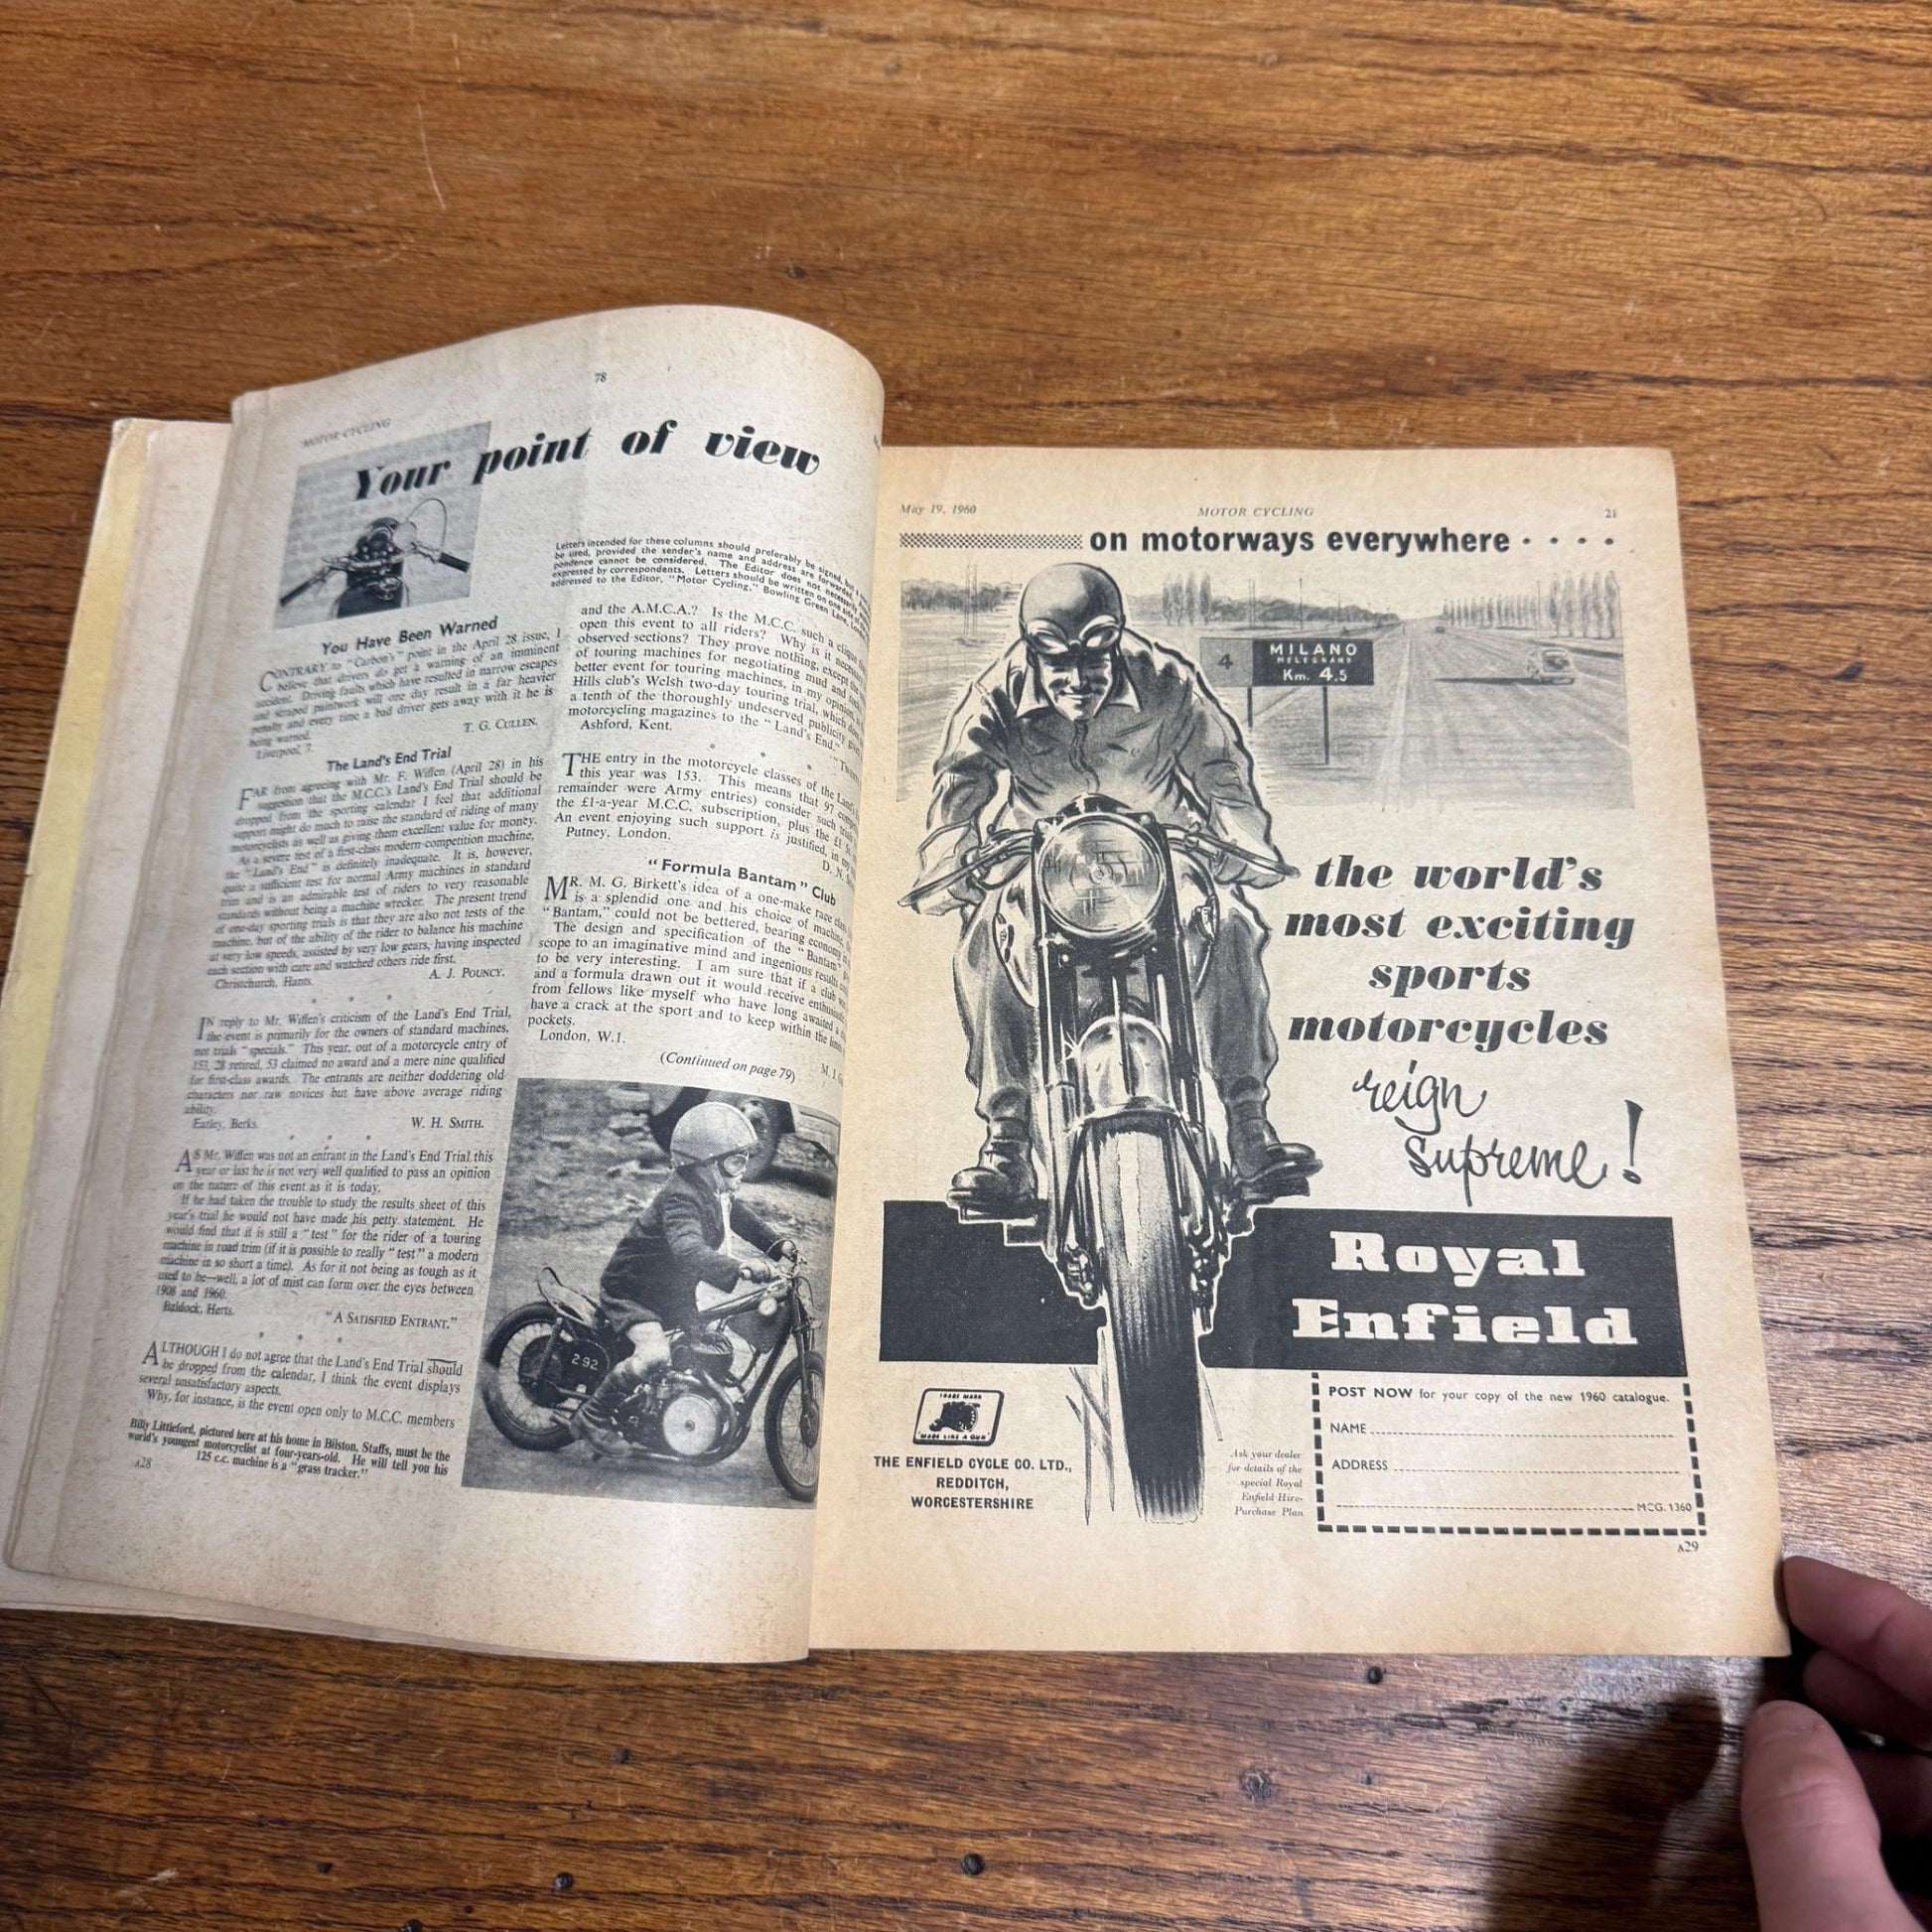 78
MOTOR CYCLING
Your point of view
Letters intended for these columns should preferably be signed, but
be used, provided the sender's name and address are forwarded.
pondence cannot be considered. The Editor does not necessarily
expressed by correspondents. Letters should be written on one side
addressed to the Editor, "Motor Cycling," Bowling Green Lane, London
You Have Been Warned
CONTRARY to "Carbon's" point in the April 28 issue, I
believe that drivers do get a warning of an imminent
accident. Driving faults which have resulted in narrow escapes
and scraped paintwork will one day result in a far heavier
penalty and every time a bad driver gets away with it he is
being warned.
Liverpool, 7.
T. G. CULLEN.
The Land's End Trial
FAR from agreeing with Mr. F. Wiffen (April 28) in his
suggestion that the M.C.C.'s Land's End Trial should be
dropped from the sporting calendar I feel that additional
support might do much to raise the standard of riding of many
motorcyclists as well as giving them excellent value for money.
As a severe test of a first-class modern competition machine,
the "Land's End" is definitely inadequate. It is, however,
quite a sufficient test for normal Army machines in standard
trim and is an admirable test of riders to very reasonable
standards without being a machine wrecker. The present trend
of one-day sporting trials is that they are also not tests of the
machine, but of the ability of the rider to balance his machine
at very low speeds, assisted by very low gears, having inspected
each section with care and watched others ride first.
Christchurch, Hants.
A. J. POUNCY.
IN reply to Mr. Wiffen's criticism of the Land's End Trial,
the event is primarily for the owners of standard machines,
not trials "specials." This year, out of a motorcycle entry of
153, 28 retired, 53 claimed no award and a mere nine qualified
for first-class awards. The entrants are neither doddering old
characters nor raw novices but have above average riding
ability.
Earley, Berks.
W. H. SMITH.
AS Mr. Wiffen was not an entrant in the Land's End Trial this
year or last he is not very well qualified to pass an opinion
on the nature of this event as it is today.
If he had taken the trouble to study the results sheet of this
year's trial he would not have made his petty statement. He
would find that it is still a "test" for the rider of a touring
machine in road trim (if it is possible to really "test" a modern
machine in so short a time). As for it not being as tough as it
used to be—well, a lot of mist can form over the eyes between
1908 and 1960.
Baldock, Herts.
"A SATISFIED ENTRANT."
ALTHOUGH I do not agree that the Land's End Trial should
be dropped from the calendar, I think the event displays
several unsatisfactory aspects.
Why, for instance, is the event open only to M.C.C. members
and the A.M.C.A.? Is the M.C.C. such a clique
open this event to all riders? Why is it
observed sections? They prove nothing, except
of touring machines for negotiating mud and
better event for touring machines, in my opinion,
Hills club's Welsh two-day touring trial, which
a tenth of the thoroughly undeserved publicity
motorcycling magazines to the "Land's End."
Ashford, Kent.
THE entry in the motorcycle classes of the Land's
this year was 153. This means that 97
remainder were Army entries) consider such
the £1-a-year M.C.C. subscription, plus the £1
An event enjoying such support is justified, in
Putney, London.
"Formula Bantam" Club
MR. M. G. BIRKETT's idea of a one-make race
is a splendid one and his choice of machine,
"Bantam," could not be bettered, bearing economy
The design and specification of the "Bantam"
scope to an imaginative mind and ingenious results
to be very interesting. I am sure that if a club
and a formula drawn out it would receive
from fellows like myself who have long awaited a
have a crack at the sport and to keep within the
pockets.
London, W.1.
(Continued on page 79)
292
Billy Littleford, pictured here at his home in Bilston, Staffs, must be the
world's youngest motorcyclist at four-years-old. He will tell you his
125 c.c. machine is a "grass tracker."
A28
May 19, 1960
MOTOR CYCLING
21
on motorways everywhere . . . .
4
MILANO
MELEGNANO
Km. 4.5
the world's
most exciting
sports
motorcycles
reign
supreme!
Royal
Enfield
TRADE MARK
"MADE LIKE A GUN"
THE ENFIELD CYCLE CO. LTD.,
REDDITCH,
WORCESTERSHIRE
Ask your dealer
for details of the
special Royal
Enfield Hire-
Purchase Plan
POST NOW for your copy of the new 1960 catalogue.
NAME
ADDRESS
MCG. 1360
A29